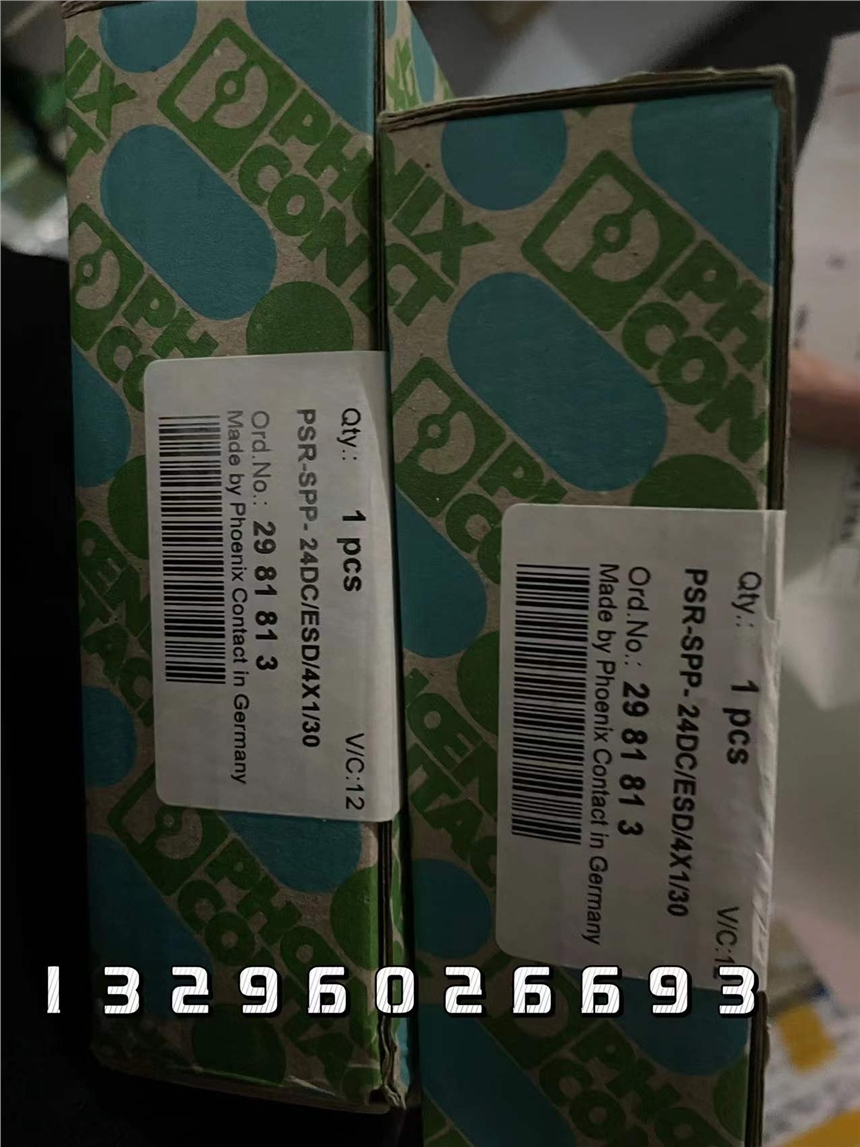 PHOENIX
CONTACT
PHOENIX
CONTACT
Qty.: 1 pcs V/C:12
PSR-SPP- 24DC/ESD/4X1/30
Ord.No.: 29 81 81 3
Made by Phoenix Contact in Germany
Qty.: 1 pcs
PSR-SPP- 24DC/ESD/4X1/30
Ord.No.: 29 81 81 3
Made by Phoenix Contact in Germany
13296026693